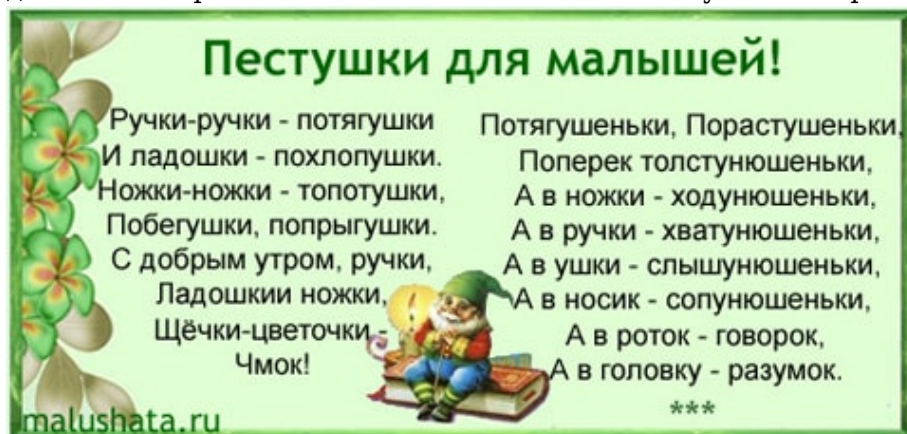 Пестушки для малышей!
Ручки-ручки - потягушки
И ладошки - похлопушки.
Ножки-ножки - топотушки,
Побегушки, попрыгушки.
С добрым утром, ручки,
Ладошкии ножки,
Щёчки-цветочки -
Чмок!
Потягушеньки, Порастушеньки,
Поперек толстунюшеньки,
А в ножки - ходунюшеньки,
А в ручки - хватунюшеньки,
А в ушки - слышунюшеньки,
А в носик - сопунюшеньки,
А в роток - говорок,
А в головку - разумок.
***
malushata.ru